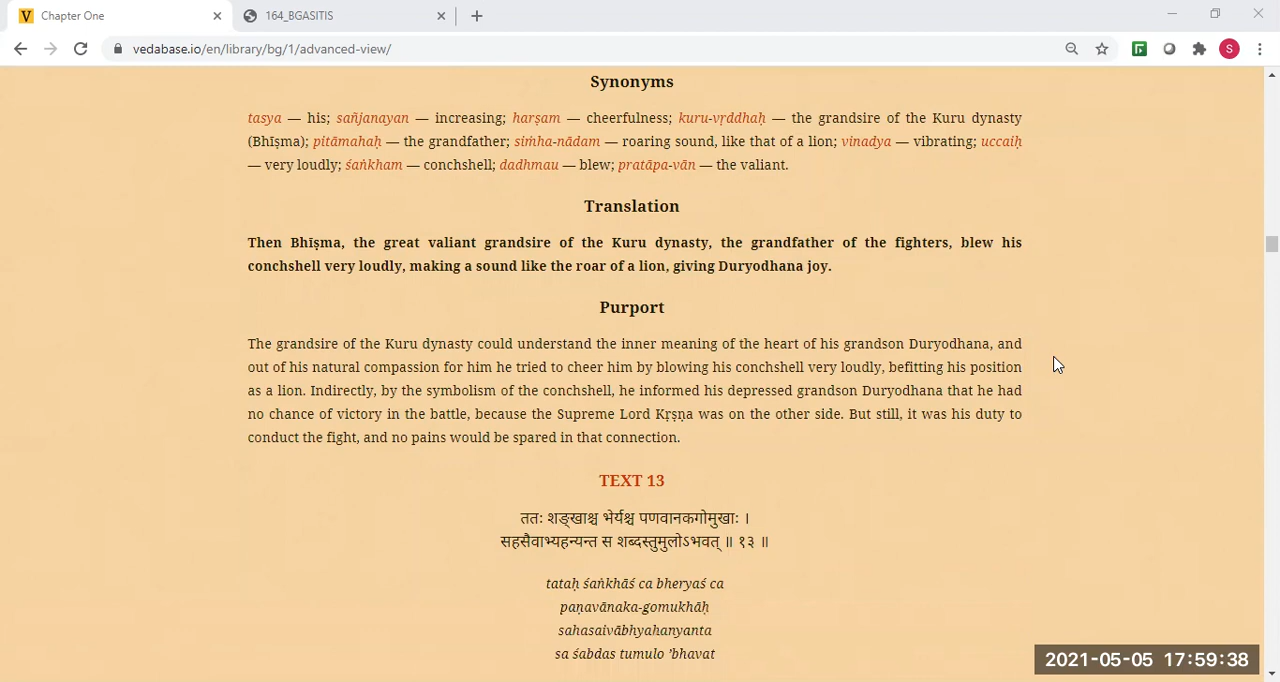 Chapter One
164_BGASITIS
vedabase.io/en/library/bg/1/advanced-view/
S
Synonyms
tasya — his; sañjanayan — increasing; harṣam — cheerfulness; kuru-vṛddhaḥ — the grandsire of the Kuru dynasty
(Bhīṣma); pitāmahaḥ — the grandfather; siṁha-nādam — roaring sound, like that of a lion; vinadya — vibrating; uccaiḥ
— very loudly; śaṅkham — conchshell; dadhmau — blew; pratāpa-vān — the valiant.
Translation
Then Bhīṣma, the great valiant grandsire of the Kuru dynasty, the grandfather of the fighters, blew his
conchshell very loudly, making a sound like the roar of a lion, giving Duryodhana joy.
Purport
The grandsire of the Kuru dynasty could understand the inner meaning of the heart of his grandson Duryodhana, and
out of his natural compassion for him he tried to cheer him by blowing his conchshell very loudly, befitting his position
as a lion. Indirectly, by the symbolism of the conchshell, he informed his depressed grandson Duryodhana that he had
no chance of victory in the battle, because the Supreme Lord Kṛṣṇa was on the other side. But still, it was his duty to
conduct the fight, and no pains would be spared in that connection.
TEXT 13
ततः शङ्खाश्च भेर्यश्च पणवानकगोमुखाः ।
सहसैवाभ्यहन्यन्त स शब्दस्तुमुलोऽभवत् ॥ १३ ॥
tataḥ śaṅkhāś ca bheryaś ca
paṇavānaka-gomukhāḥ
sahasaivābhyahanyanta
sa śabdas tumulo ’bhavat
2021-05-05 17:59:38